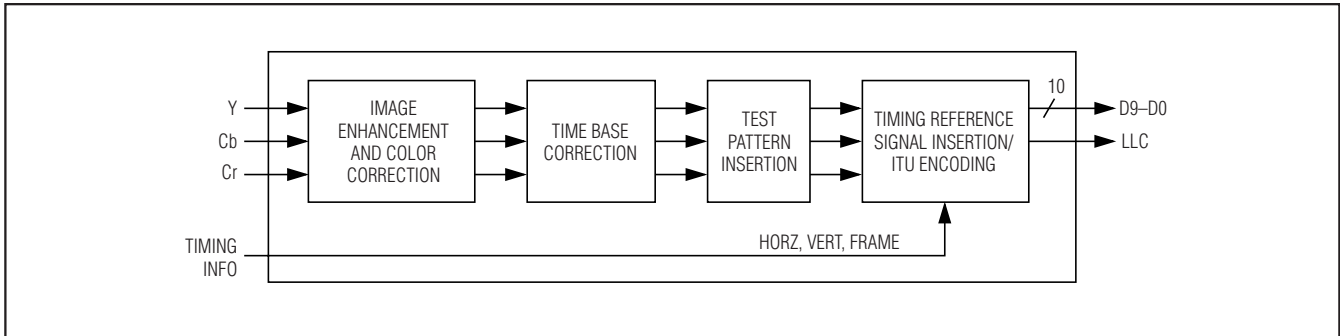 Y
Cb
Cr
IMAGE
ENHANCEMENT
AND COLOR
CORRECTION
TIME BASE
CORRECTION
TEST
PATTERN
INSERTION
TIMING REFERENCE
SIGNAL INSERTION/
ITU ENCODING
10
D9–D0
LLC
TIMING
INFO
HORZ, VERT, FRAME